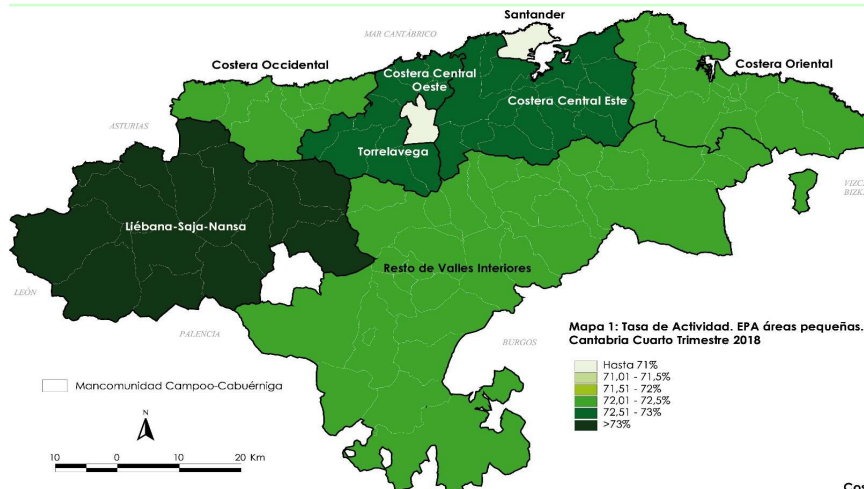 Santander
MAR CANTÁBRICO
Costera Occidental
Costera Central
Oeste
Costera Oriental
Costera Central Este
ASTURIAS
Torrelavega
VIZC
BIZK
Liébana-Saja-Nansa
Resto de Valles Interiores
LEÓN
PALENCIA
BURGOS
Mapa 1: Tasa de Actividad. EPA áreas pequeñas.
Cantabria Cuarto Trimestre 2018
Hasta 71%
71,01 - 71,5%
71,51 - 72%
72,01 - 72,5%
72,51 - 73%
>73%
Mancomunidad Campoo-Cabuérniga
N
10 0 10 20 Km
Cos